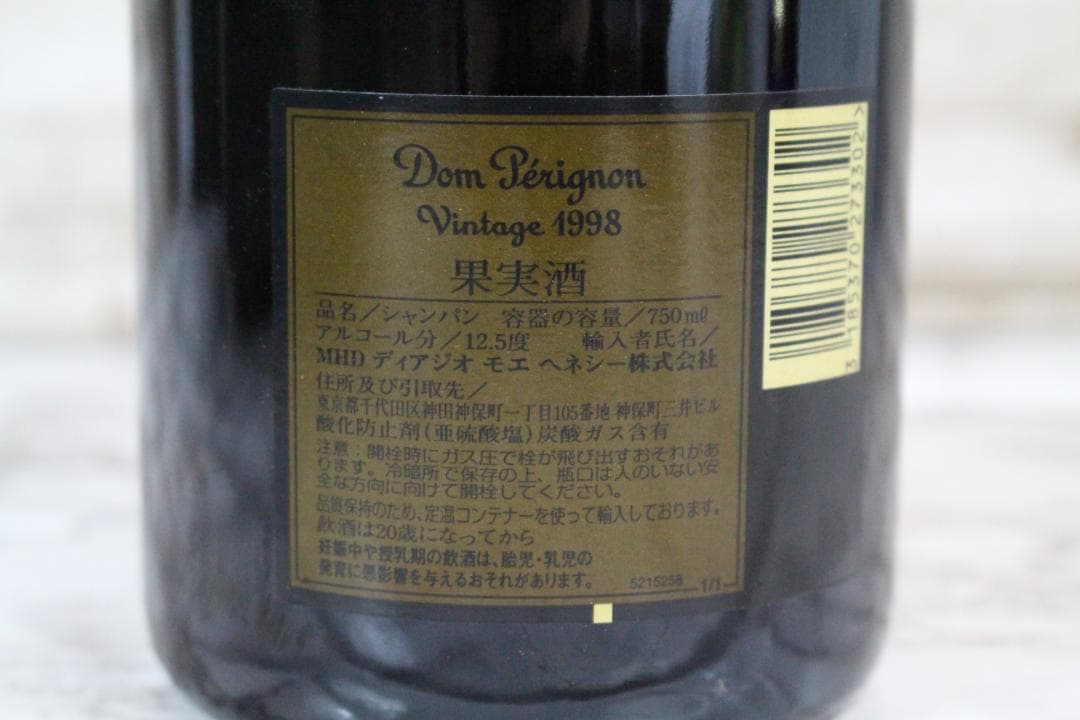 Dom Pérignon
Vintage 1998
果実酒
品名/シャンパン 容器の容量/750ml
アルコール分/12.5度 輸入者氏名/
MHD ディアジオ モエ ヘネシー株式会社
住所及び引取先/
東京都千代田区神田神保町一丁目105番地 神保町三井ビル
酸化防止剤(亜硫酸塩)炭酸ガス含有
注意:開栓時にガス圧で栓が飛び出すおそれがあ
ります。冷暗所で保存の上、瓶口は人のいない安
全な方向に向けて開栓してください。
品質保持のため、定温コンテナーを使って輸入しております。
飲酒は20歳になってから
妊娠中や授乳期の飲酒は、胎児・乳児の
発育に悪影響を与えるおそれがあります。
5215258 1/1
3 185370 273302 >